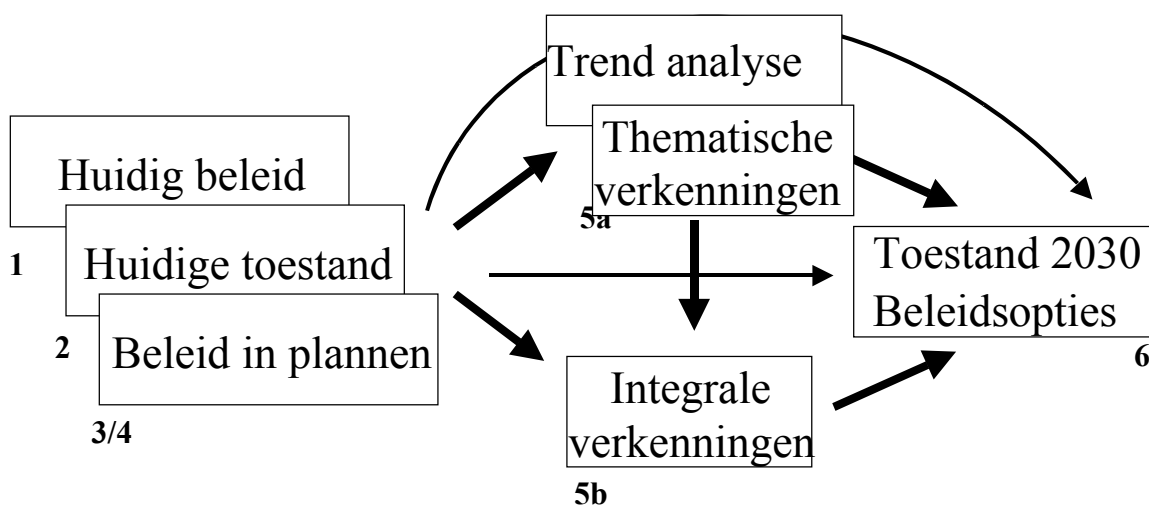 Trend analyse
Thematische
verkenningen
5a
Huidig beleid
1
Huidige toestand
2
Beleid in plannen
3/4
Integrale
verkenningen
5b
Toestand 2030
Beleidsopties
6